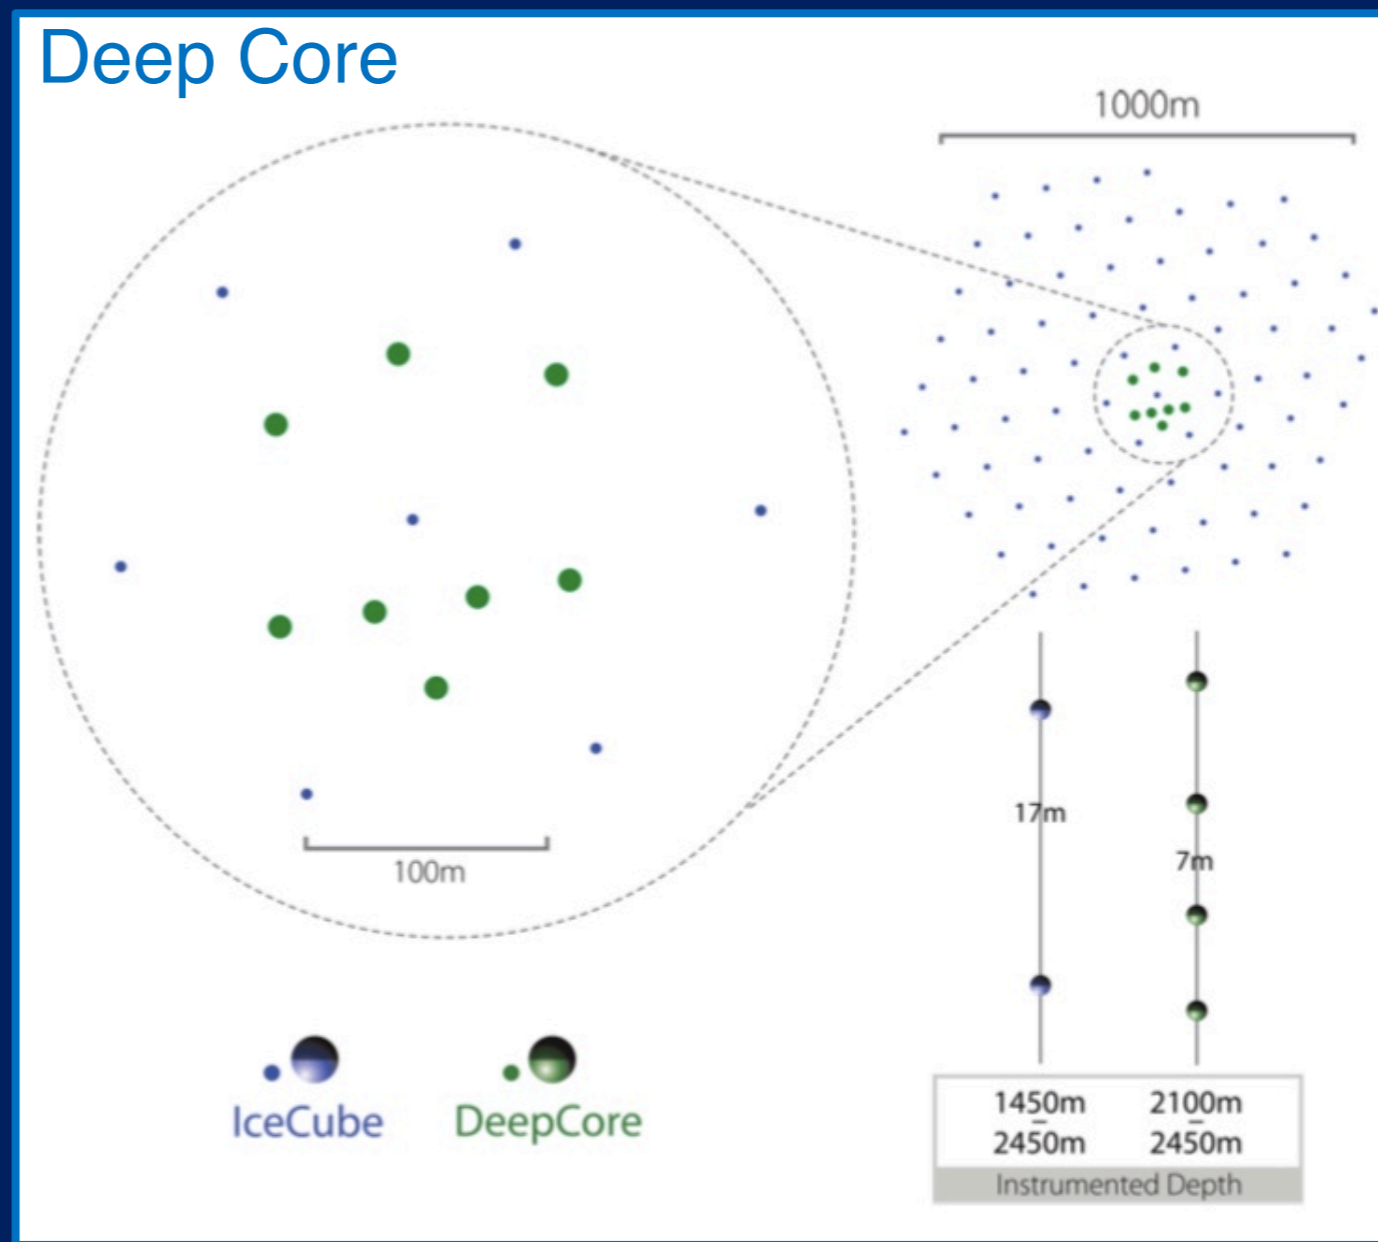 Deep Core
1000m
100m
17m
7m
IceCube
DeepCore
1450m
–
2450m
2100m
–
2450m
Instrumented Depth